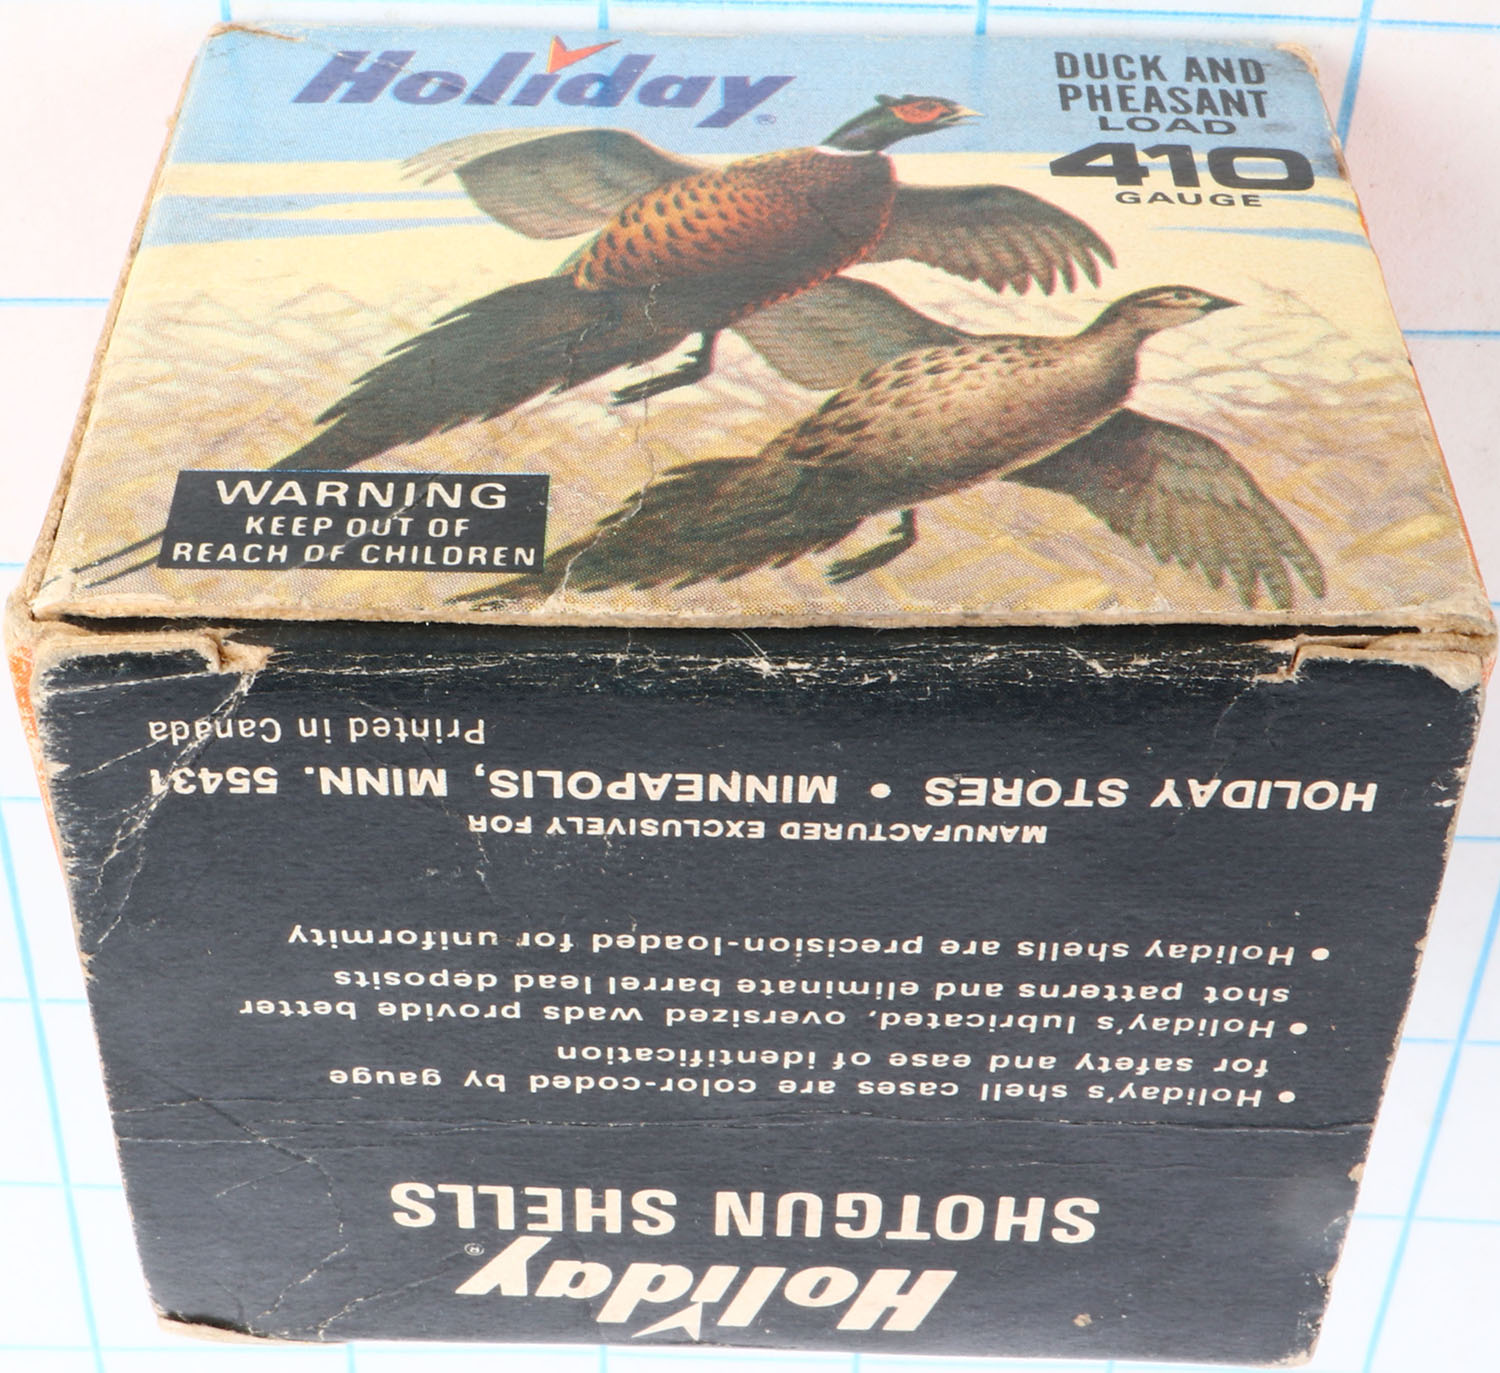 Holiday®
DUCK AND
PHEASANT
LOAD
410
GAUGE
WARNING
KEEP OUT OF
REACH OF CHILDREN
Holiday®
SHOTGUN SHELLS
• Holiday's shell cases are color-coded by gauge
for safety and ease of identification
• Holiday's lubricated, oversized wads provide better
shot patterns and eliminate barrel lead deposits
• Holiday shells are precision-loaded for uniformity
MANUFACTURED EXCLUSIVELY FOR
HOLIDAY STORES • MINNEAPOLIS, MINN. 55431
Printed in Canada